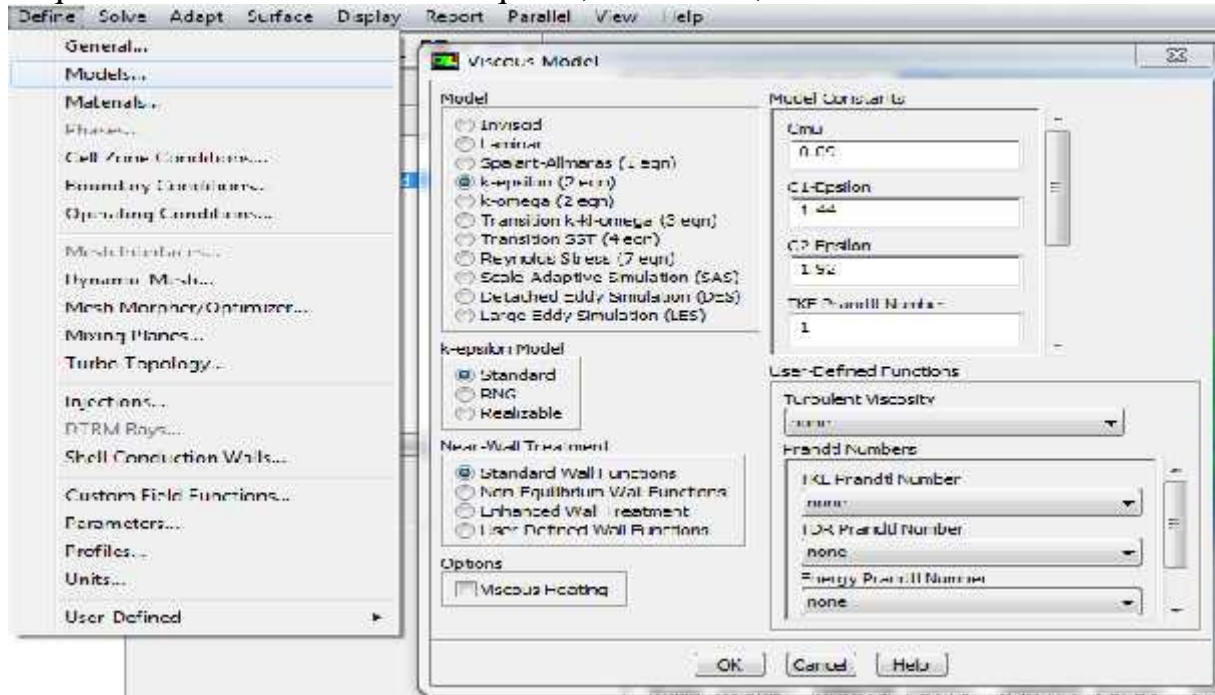 Define Solve Adapt Surface Display Report Parallel View Help
General...
Models...
Materials...
Phases...
Cell Zone Conditions...
Boundary Conditions...
Operating Conditions...
Mesh Interfaces...
Dynamic Mesh...
Mesh Morpher/Optimizer...
Mixing Planes...
Turbo Topology...
Injections...
DTRM Rays...
Shell Conduction Walls...
Custom Field Functions...
Parameters...
Profiles...
Units...
User-Defined
Viscous Model
Model
Inviscid
Laminar
Spalart-Allmaras (1 eqn)
k-epsilon (2 eqn)
k-omega (2 eqn)
Transition k-kl-omega (3 eqn)
Transition SST (4 eqn)
Reynolds Stress (7 eqn)
Scale-Adaptive Simulation (SAS)
Detached Eddy Simulation (DES)
Large Eddy Simulation (LES)
k-epsilon Model
Standard
RNG
Realizable
Near-Wall Treatment
Standard Wall Functions
Non-Equilibrium Wall Functions
Enhanced Wall Treatment
User-Defined Wall Functions
Options
Viscous Heating
Model Constants
Cmu
0.09
C1-Epsilon
1.44
C2-Epsilon
1.92
TKE Prandtl Number
1
User-Defined Functions
Turbulent Viscosity
none
Prandtl Numbers
TKE Prandtl Number
none
TDR Prandtl Number
none
Energy Prandtl Number
none
OK Cancel Help